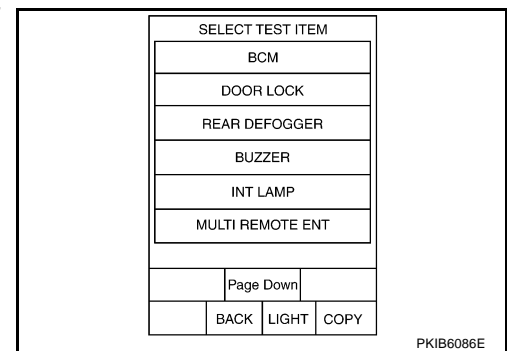 SELECT TEST ITEM
BCM
DOOR LOCK
REAR DEFOGGER
BUZZER
INT LAMP
MULTI REMOTE ENT
Page Down
BACK LIGHT COPY
PKIB6086E